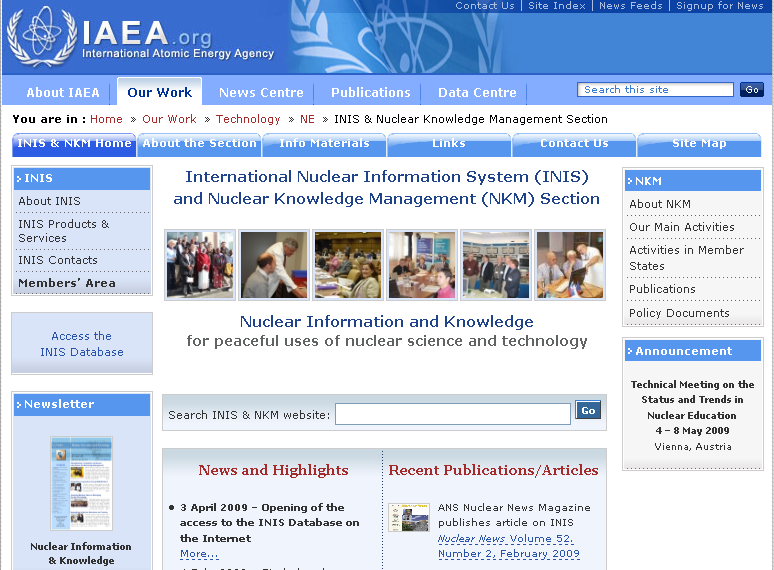 Contact Us | Site Index | News Feeds | Signup for News
IAEA.org
International Atomic Energy Agency
About IAEA
Our Work
News Centre
Publications
Data Centre
Search this site
Go
You are in : Home » Our Work » Technology » NE » INIS & Nuclear Knowledge Management Section
INIS & NKM Home
About the Section
Info Materials
Links
Contact Us
Site Map
INIS
About INIS
INIS Products &
Services
INIS Contacts
Members' Area
Access the
INIS Database
Newsletter
Nuclear Information
& Knowledge
International Nuclear Information System (INIS)
and Nuclear Knowledge Management (NKM) Section
Nuclear Information and Knowledge
for peaceful uses of nuclear science and technology
Search INIS & NKM website:
Go
News and Highlights
3 April 2009 – Opening of the
access to the INIS Database on
the Internet
More...
Recent Publications/Articles
ANS Nuclear News Magazine
publishes article on INIS
Nuclear News Volume 52,
Number 2, February 2009
NKM
About NKM
Our Main Activities
Activities in Member
States
Publications
Policy Documents
Announcement
Technical Meeting on the
Status and Trends in
Nuclear Education
4 – 8 May 2009
Vienna, Austria